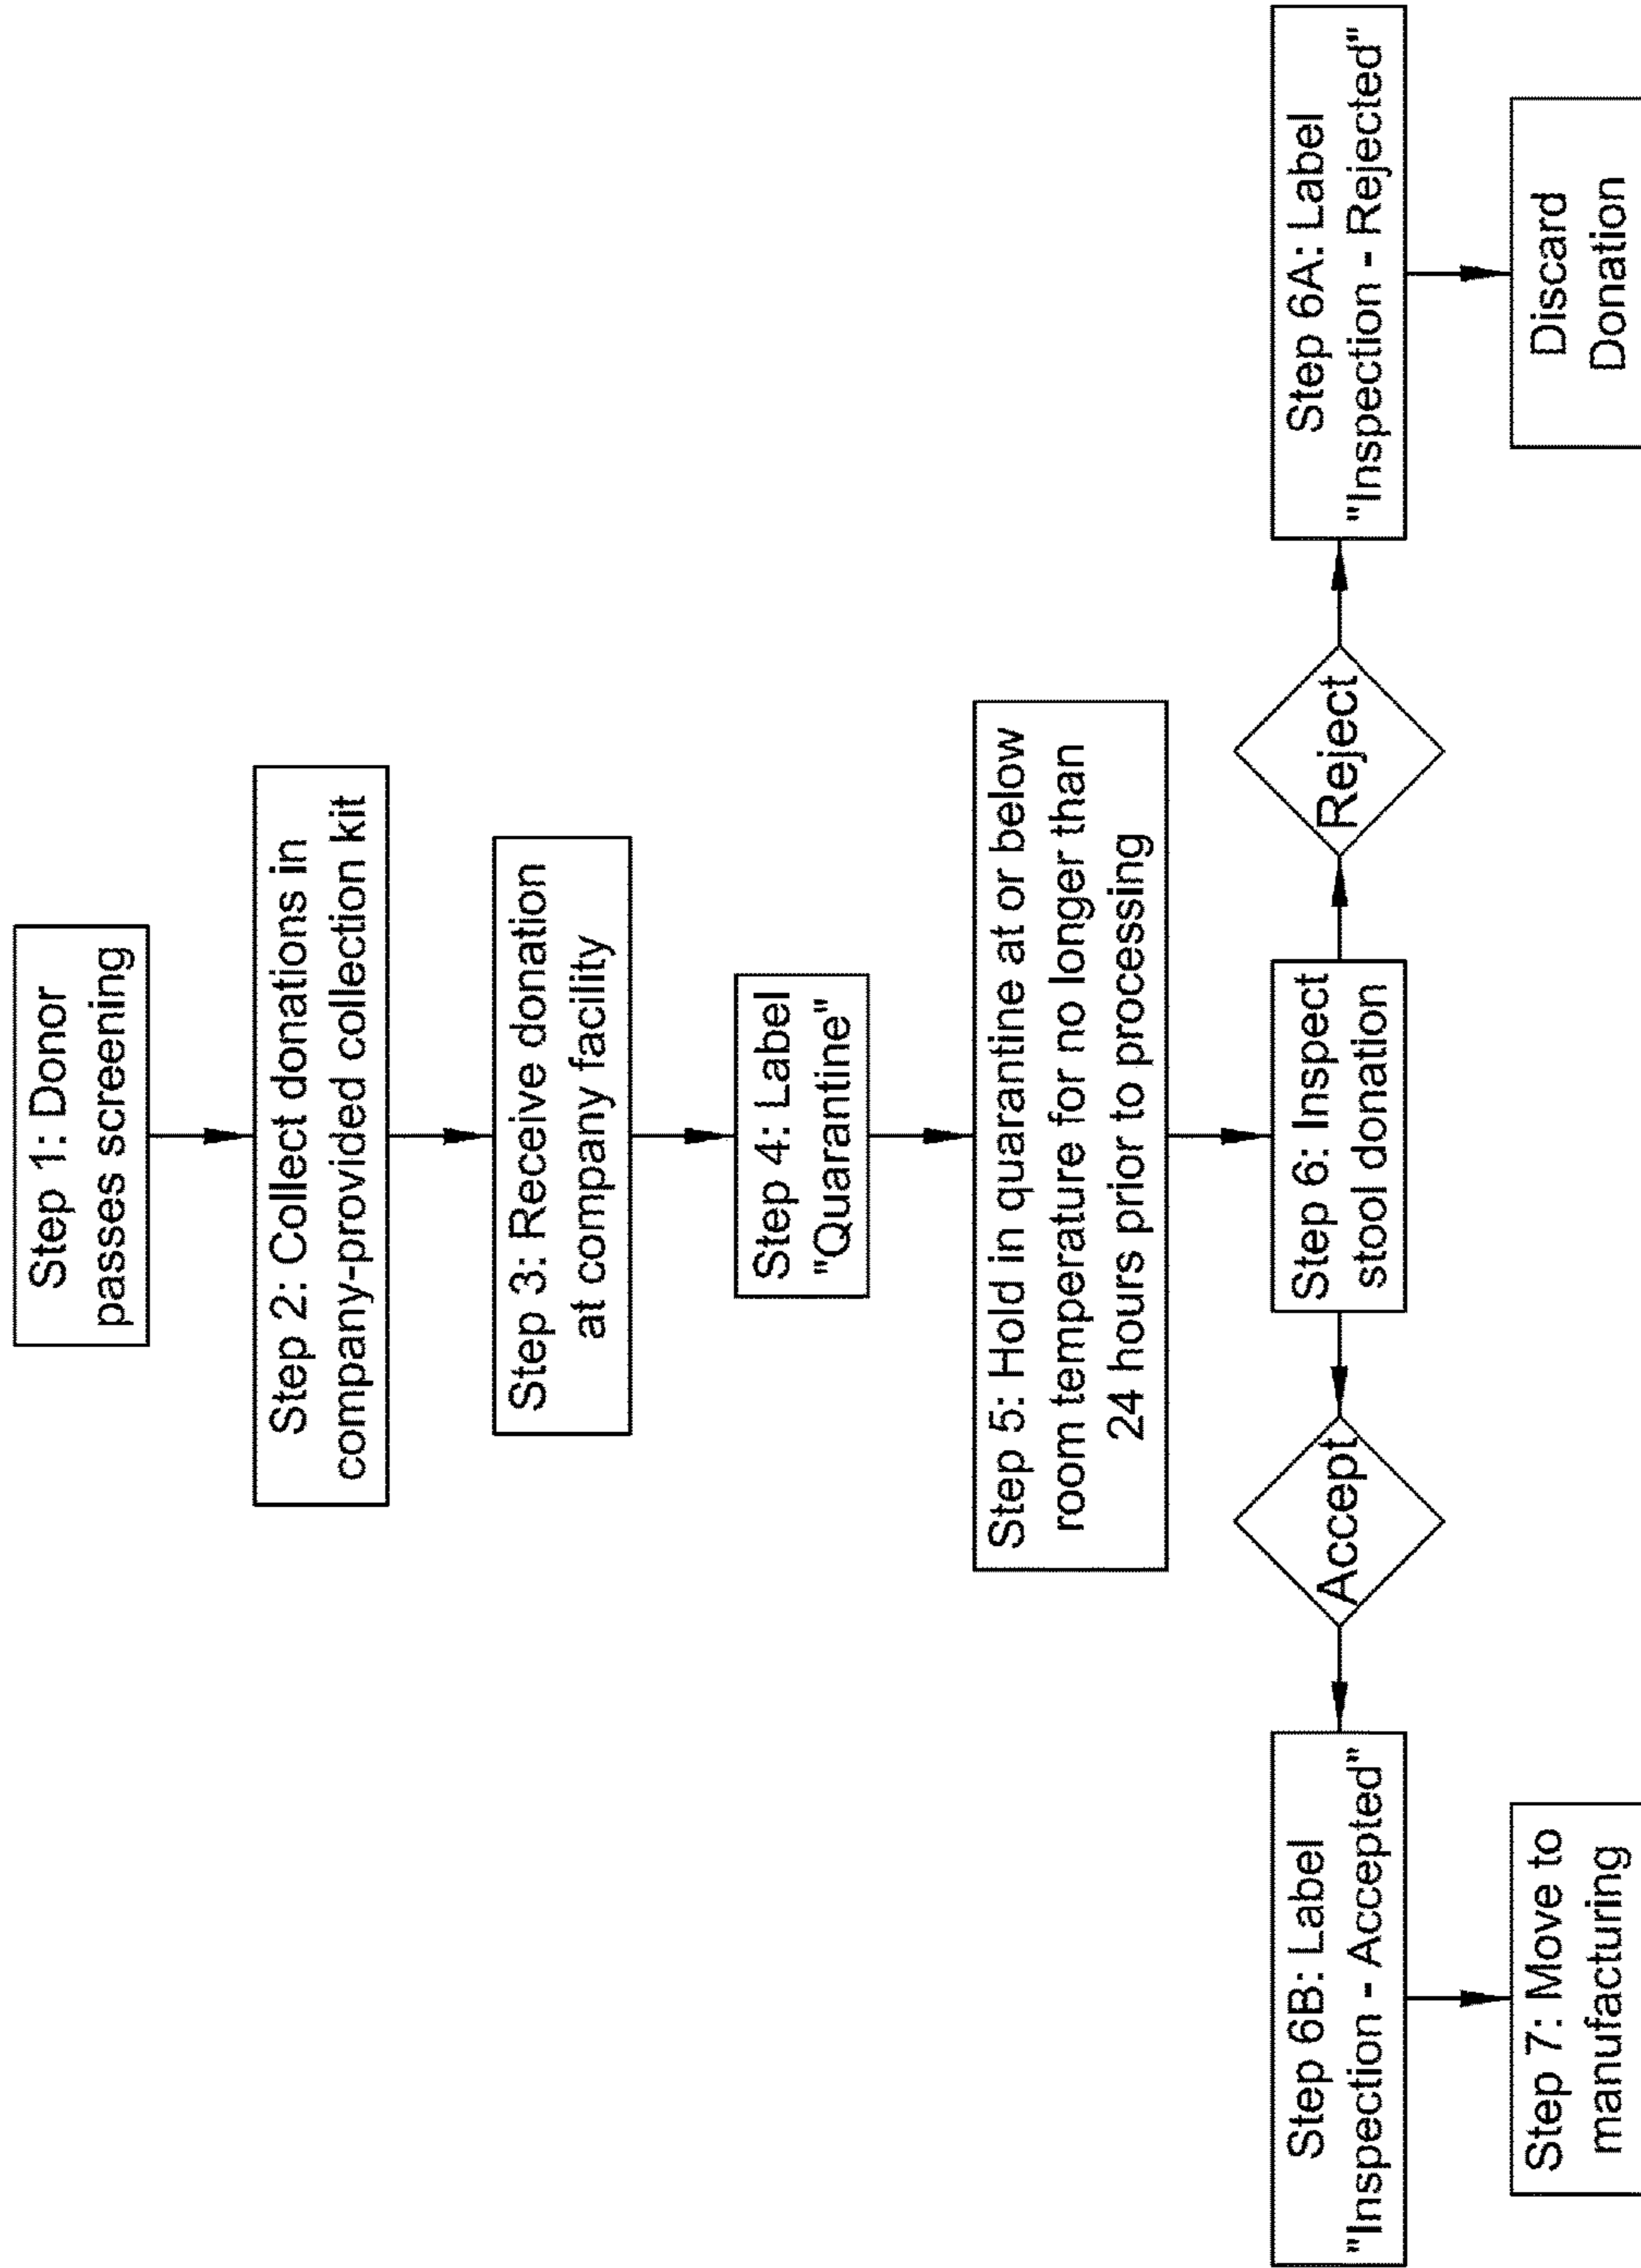 Step 1: Donor
passes screening
Step 2: Collect donations in
company-provided collection kit
Step 3: Receive donation
at company facility
Step 4: Label
"Quarantine"
Step 5: Hold in quarantine at or below
room temperature for no longer than
24 hours prior to processing
Step 6: Inspect
stool donation
Accept
Reject
Step 6B: Label
"Inspection - Accepted"
Step 6A: Label
"Inspection - Rejected"
Step 7: Move to
manufacturing
Discard
Donation